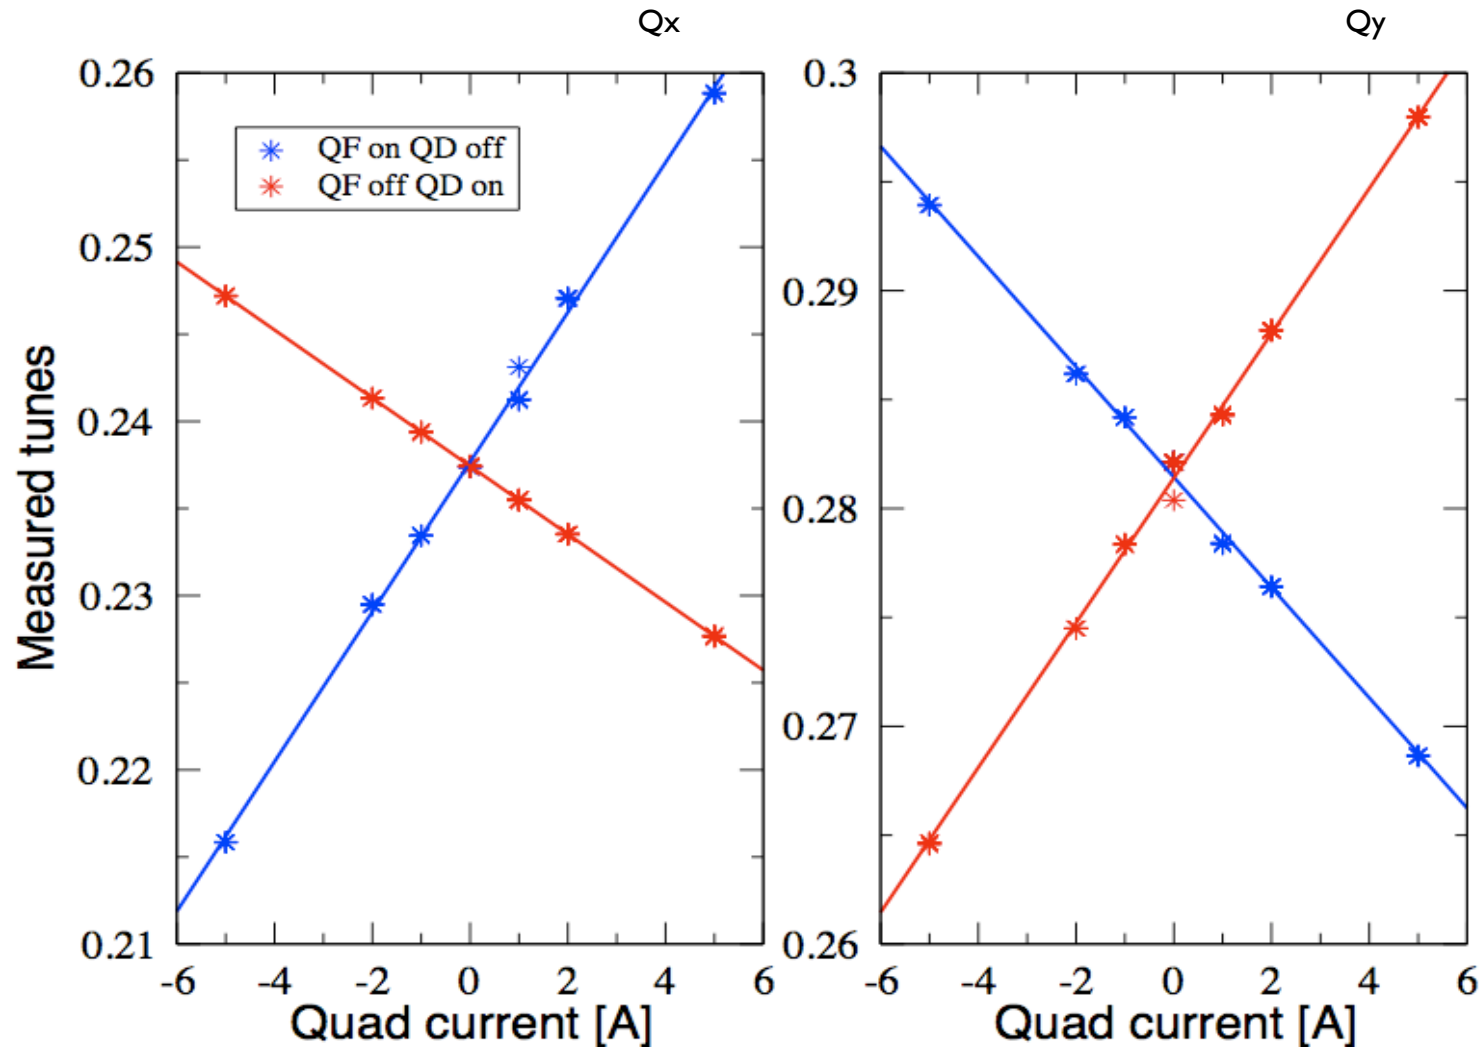 Qx
Qy
0.26
0.25
0.24
0.23
0.22
0.21
QF on QD off
QF off QD on
Measured tunes
-6 -4 -2 0 2 4 6
Quad current [A]
0.3
0.29
0.28
0.27
0.26
-6 -4 -2 0 2 4 6
Quad current [A]